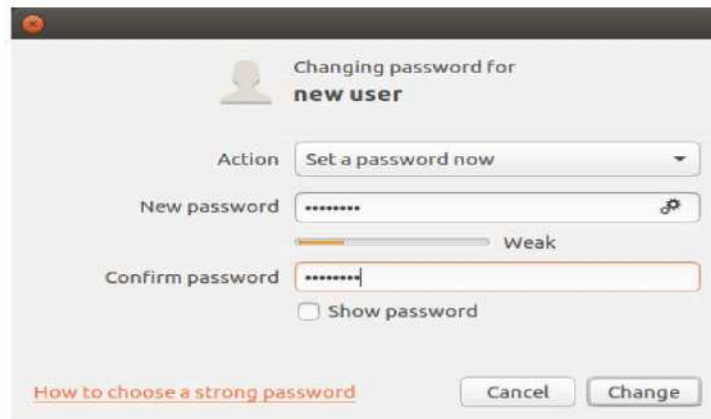 Changing password for
new user
Action Set a password now
New password ••••••••
Weak
Confirm password ••••••••
Show password
How to choose a strong password Cancel Change